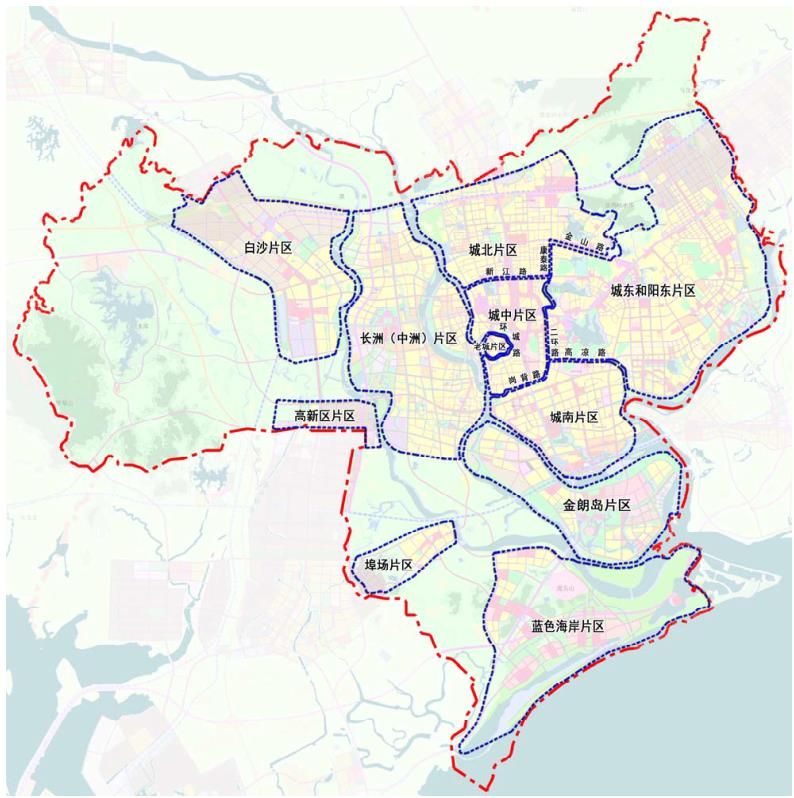 城北片区
金山路
康泰路
白沙片区
新江路
城东和阳东片区
城中片区
长洲（中洲）片区
环城路
老城片区
二环路
高凉路
岗背路
高新区片区
城南片区
金朗岛片区
埠场片区
蓝色海岸片区